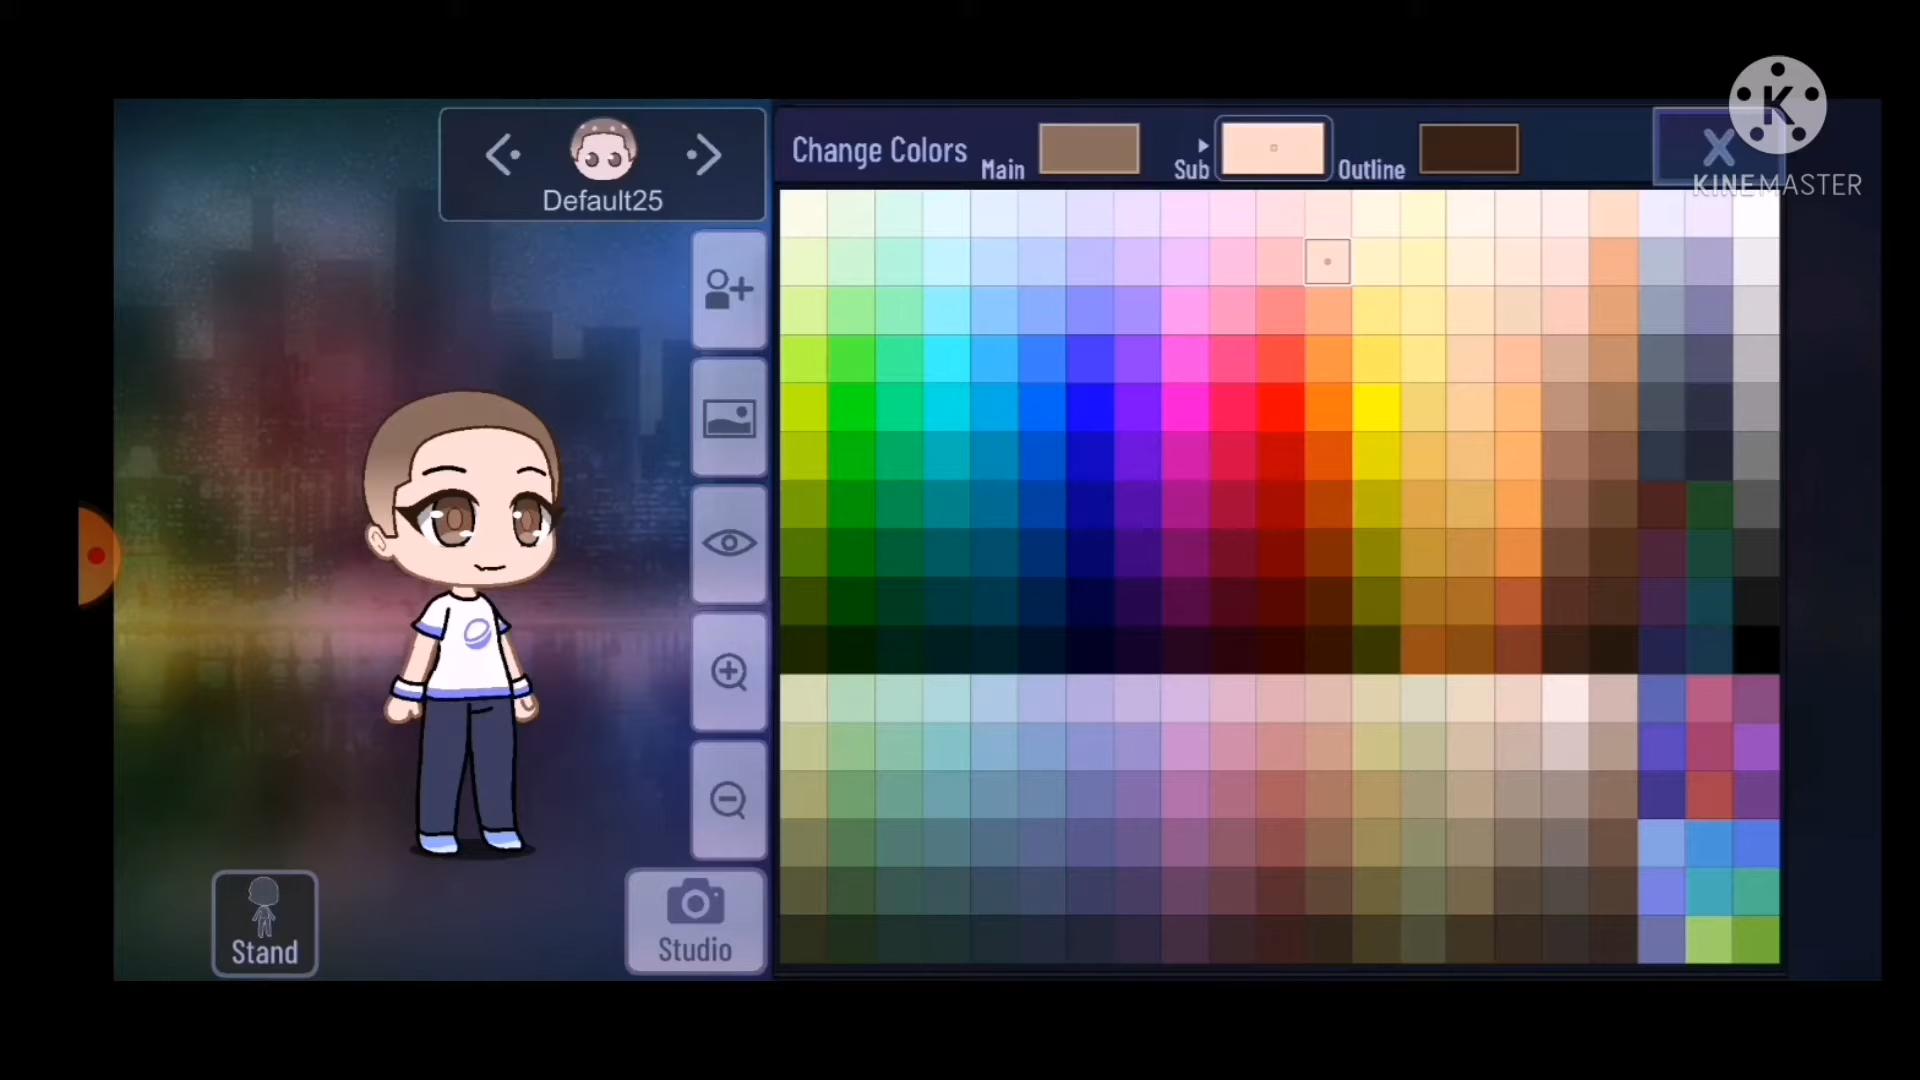 Default25
Change Colors
Main
Sub
Outline
X
K
KINEMASTER
Stand
Studio